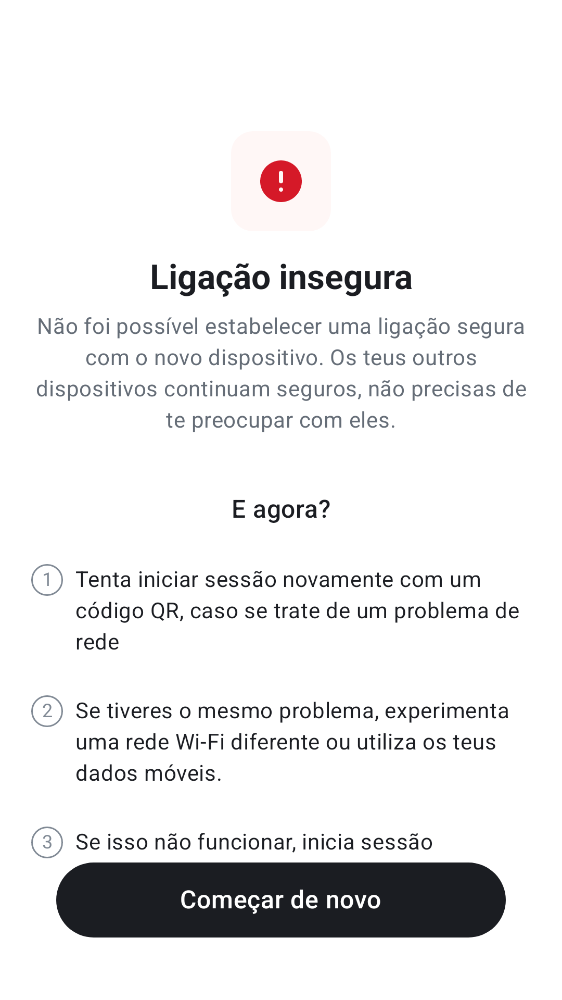 Ligação insegura
Não foi possível estabelecer uma ligação segura
com o novo dispositivo. Os teus outros
dispositivos continuam seguros, não precisas de
te preocupar com eles.
E agora?
1 Tenta iniciar sessão novamente com um
código QR, caso se trate de um problema de
rede
2 Se tiveres o mesmo problema, experimenta
uma rede Wi-Fi diferente ou utiliza os teus
dados móveis.
3 Se isso não funcionar, inicia sessão
Começar de novo